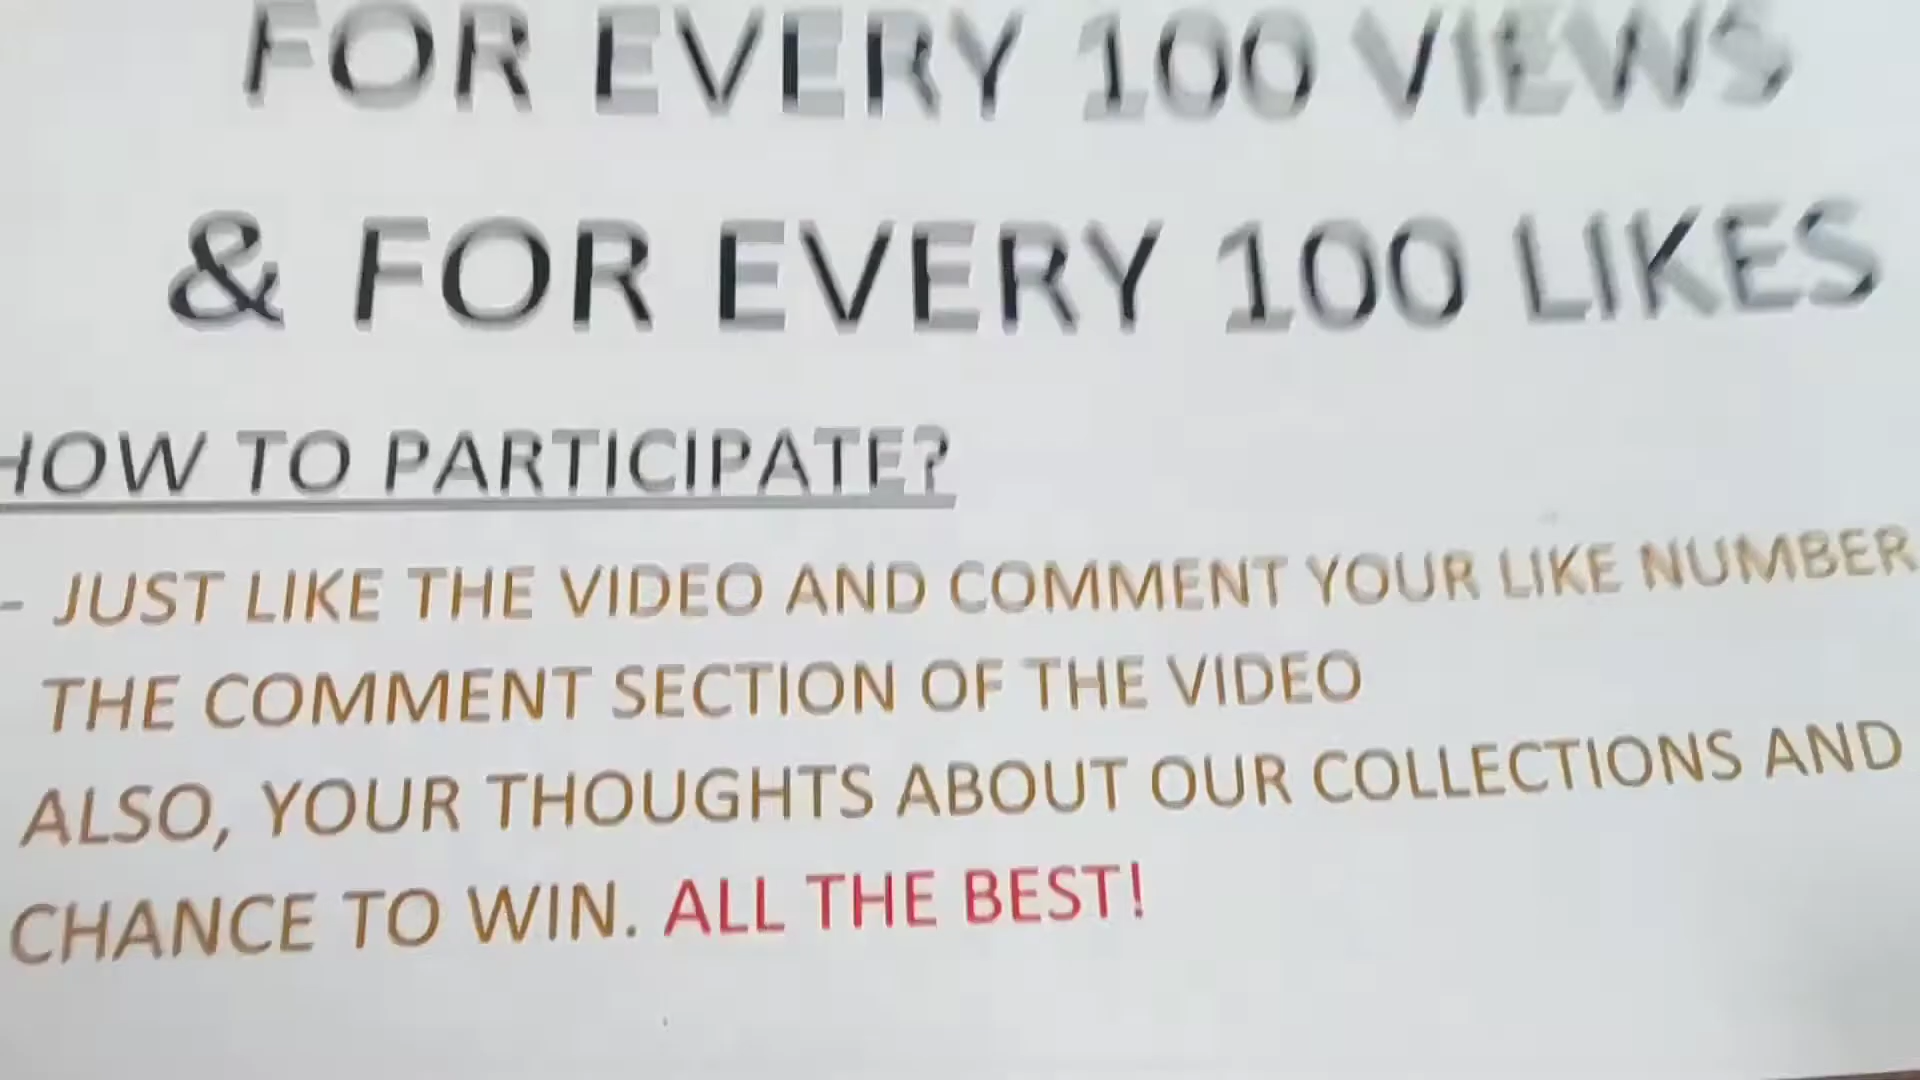 FOR EVERY 100 VIEWS
& FOR EVERY 100 LIKES
HOW TO PARTICIPATE?
- JUST LIKE THE VIDEO AND COMMENT YOUR LIKE NUMBER
THE COMMENT SECTION OF THE VIDEO
ALSO, YOUR THOUGHTS ABOUT OUR COLLECTIONS AND
CHANCE TO WIN. ALL THE BEST!